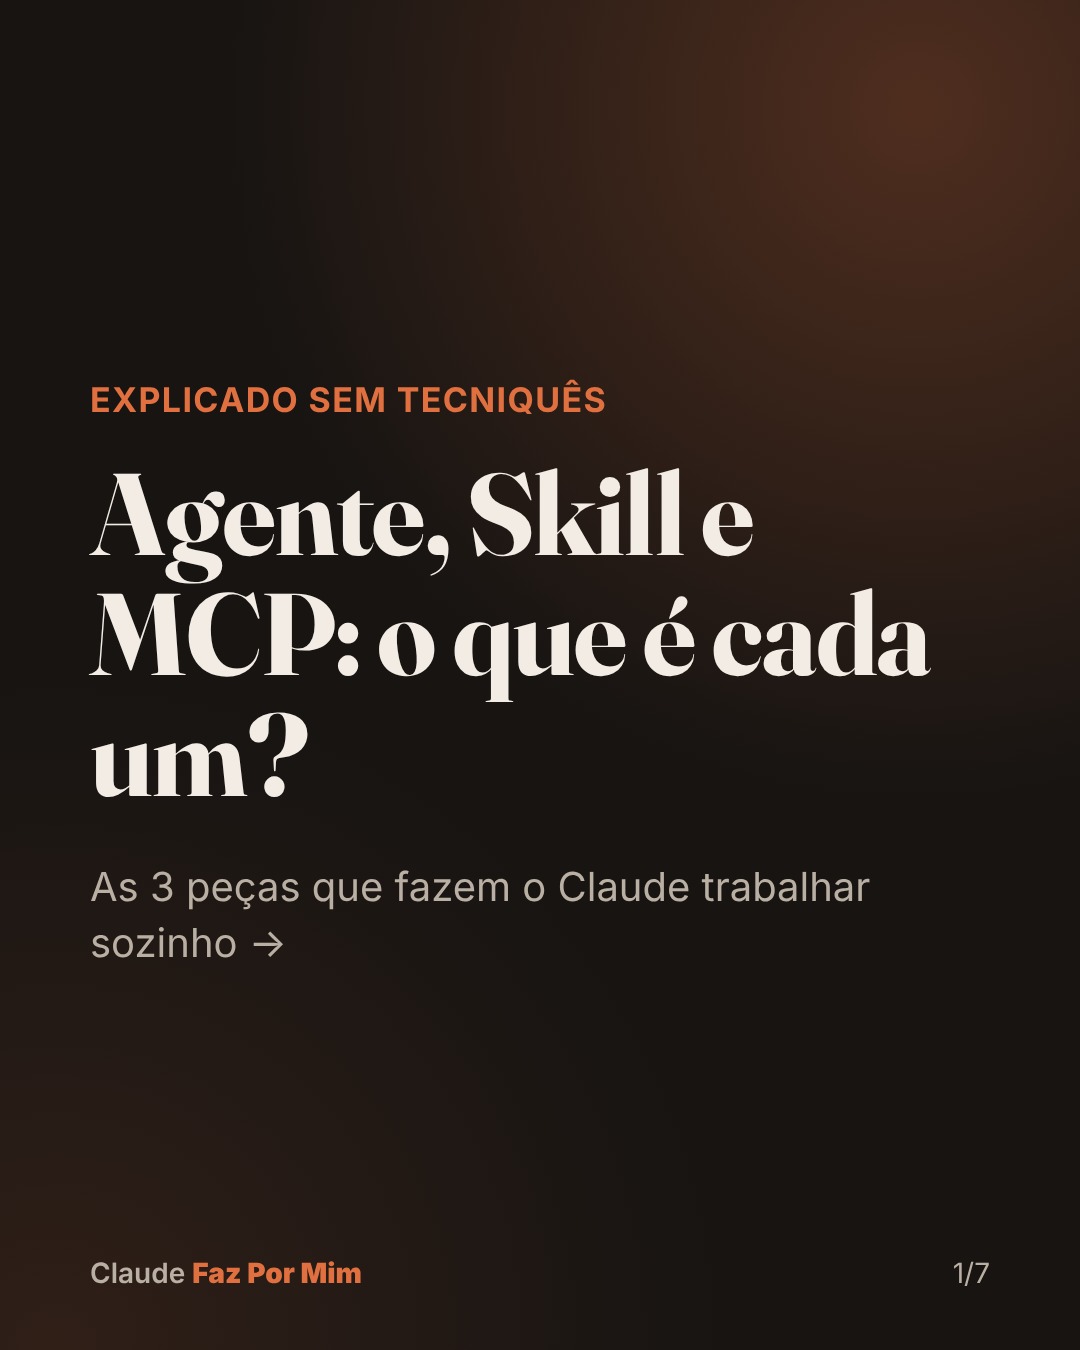 EXPLICADO SEM TECNIQUÊS
Agente, Skill e
MCP: o que é cada
um?
As 3 peças que fazem o Claude trabalhar
sozinho →
Claude Faz Por Mim
1/7